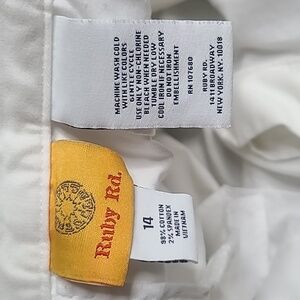 MACHINE WASH COLD
WITH LIKE COLORS
GENTLE CYCLE
USE ONLY NON-CHLORINE
BLEACH WHEN NEEDED
TUMBLE DRY LOW
COOL IRON IF NECESSARY
DO NOT IRON
EMBELLISHMENT
RN 107680
RUBY RD.
1411 BROADWAY
NEW YORK, NY. 10018
Ruby Rd.
14
98% COTTON
2% SPANDEX
MADE IN
VIETNAM